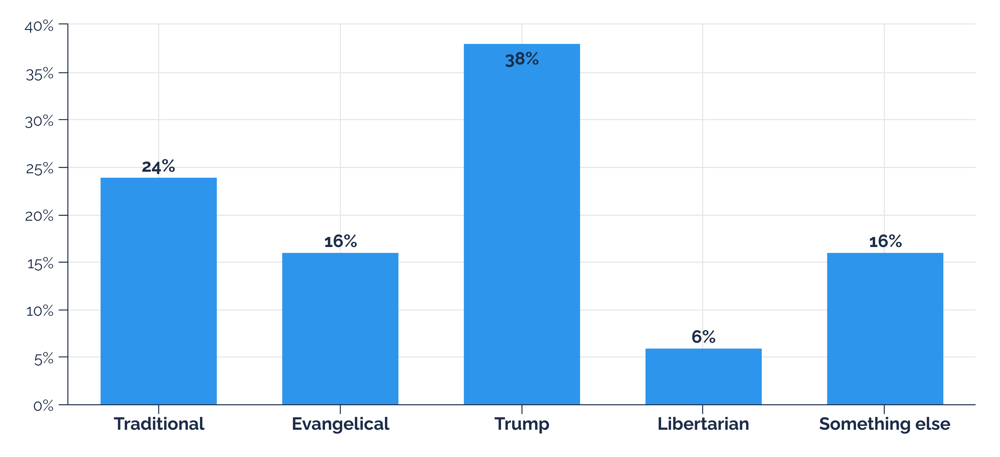 40%
35%
30%
25%
20%
15%
10%
5%
0%
24%
16%
38%
6%
16%
Traditional
Evangelical
Trump
Libertarian
Something else